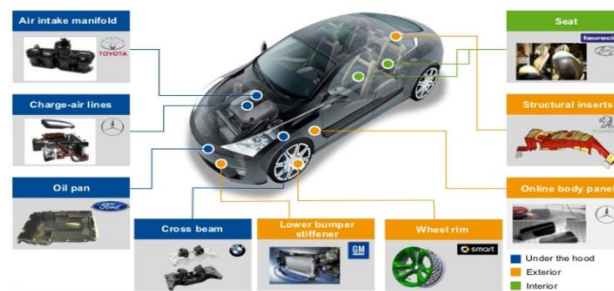 Air intake manifold
TOYOTA
Charge-air lines
Oil pan
Ford
Cross beam
Lower bumper
stiffener
GM
Wheel rim
smart
Seat
faurecia
Structural inserts
Online body panel
Under the hood
Exterior
Interior